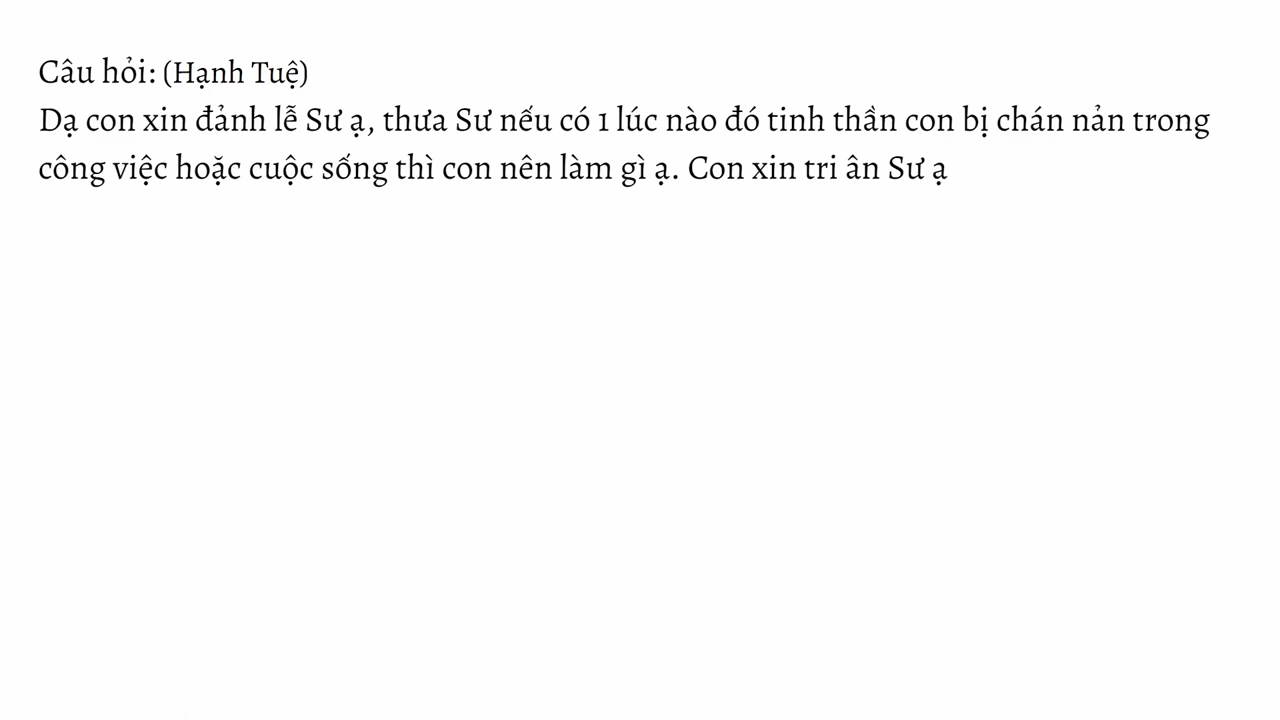 Câu hỏi: (Hạnh Tuệ)
Dạ con xin đảnh lễ Sư ạ, thưa Sư nếu có 1 lúc nào đó tinh thần con bị chán nản trong
công việc hoặc cuộc sống thì con nên làm gì ạ. Con xin tri ân Sư ạ